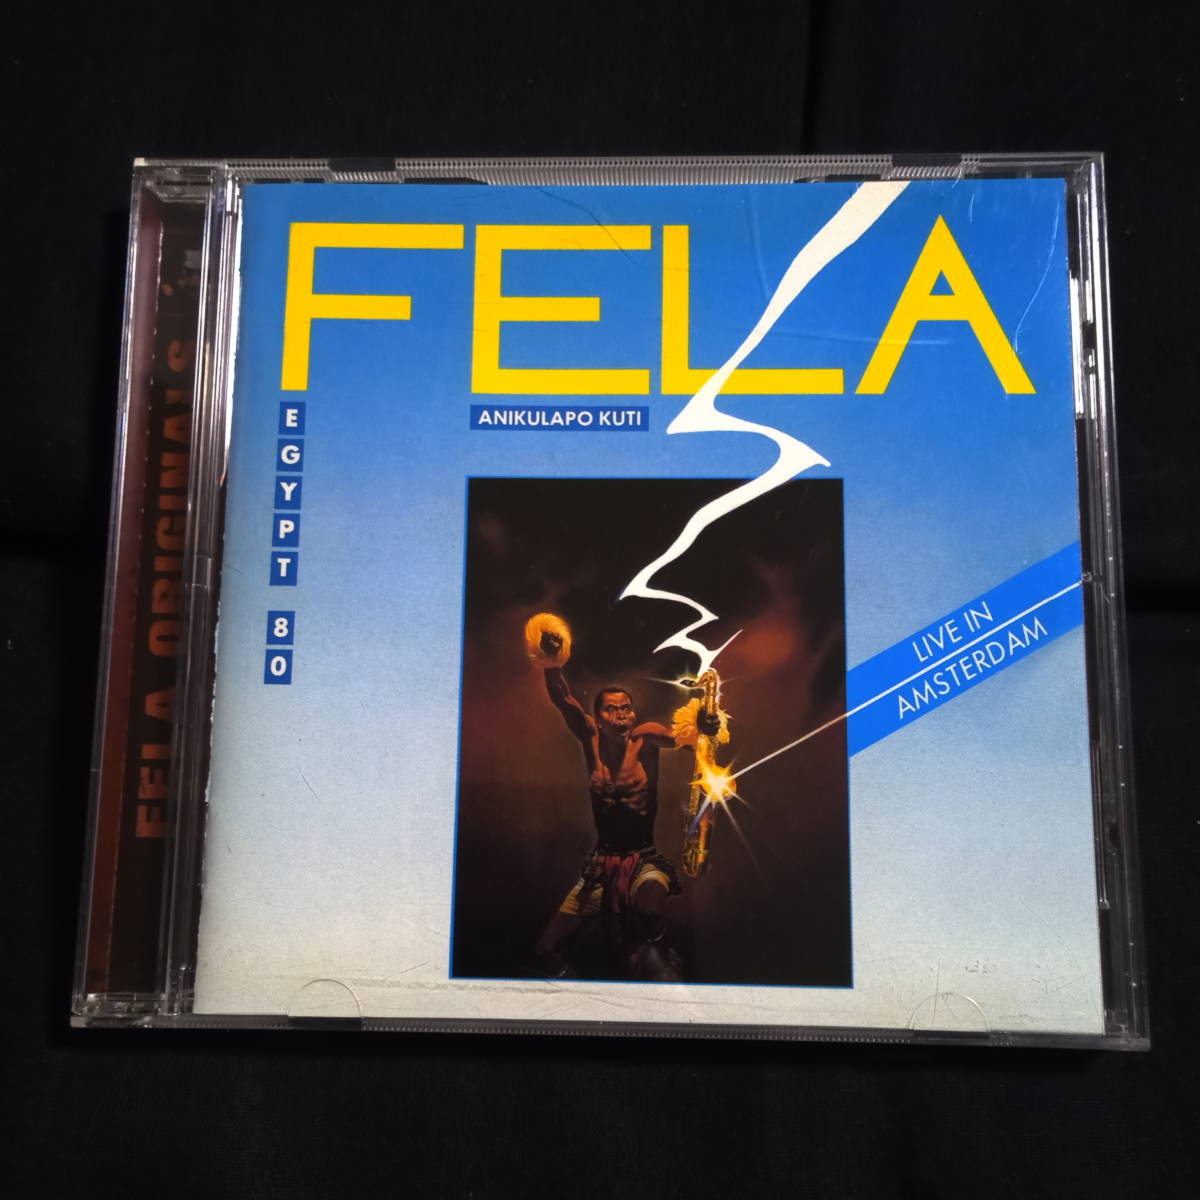 FELA
ANIKULAPO KUTI
EGYPT 80
LIVE IN
AMSTERDAM
FELA ORIGINALS